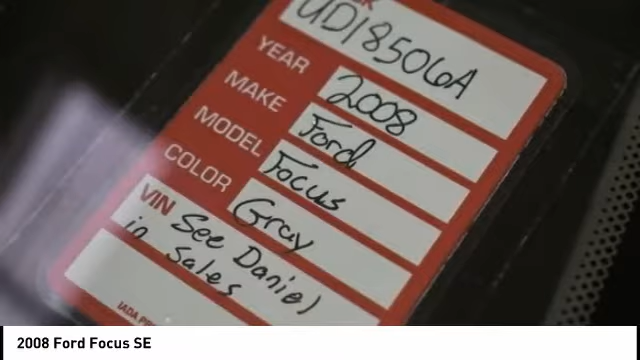 UD18506A
YEAR 2008
MAKE Ford
MODEL Focus
COLOR Gray
VIN See Daniel
in Sales
2008 Ford Focus SE